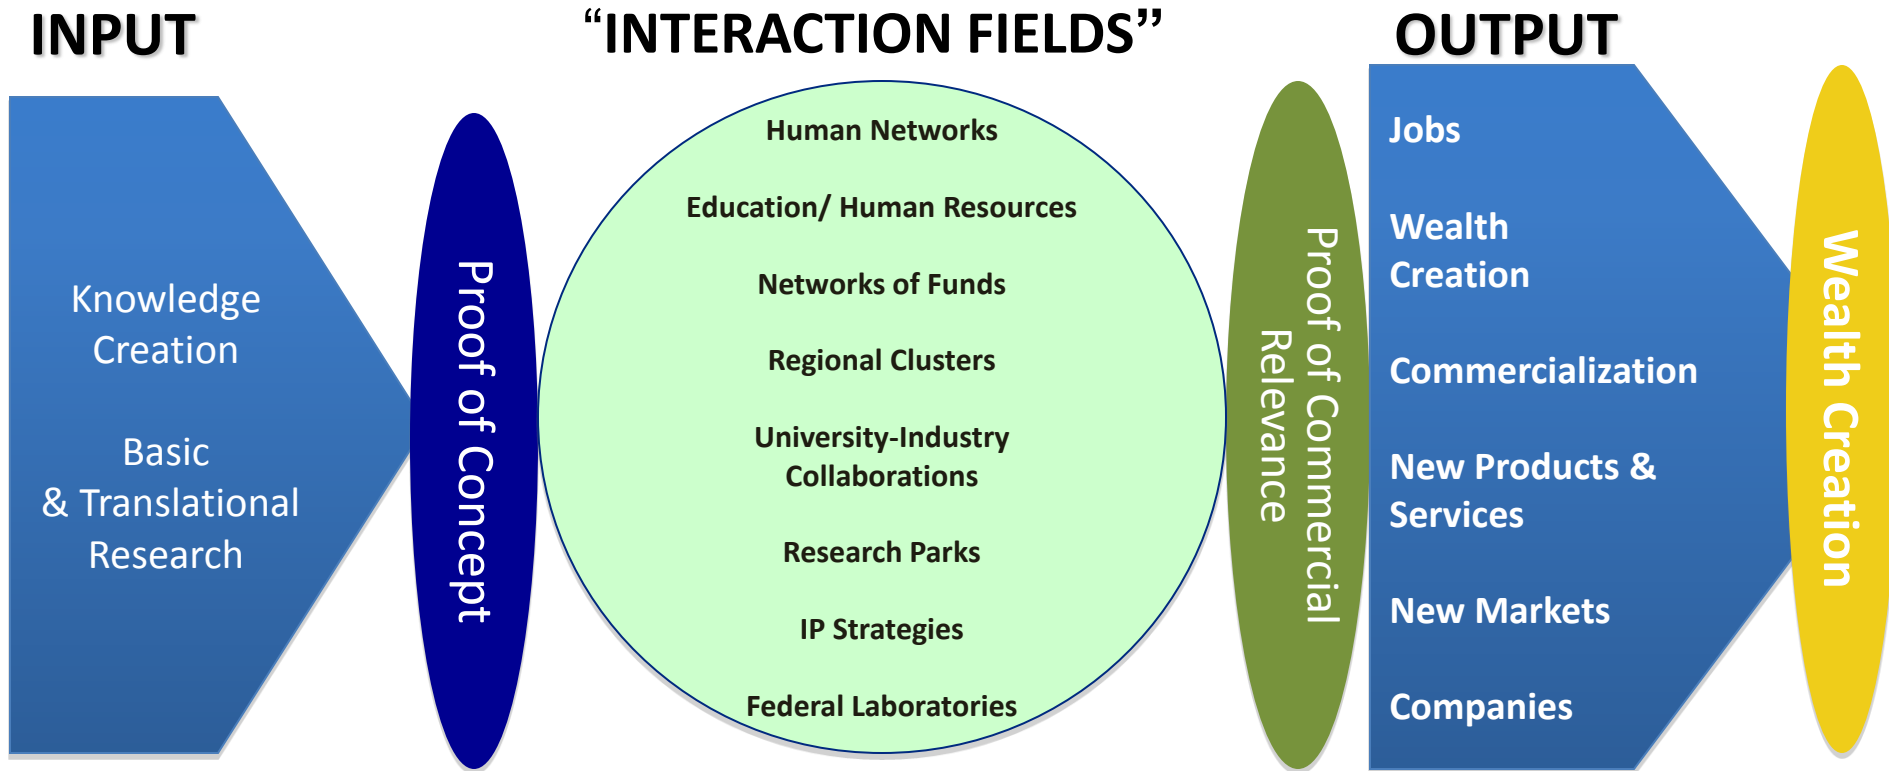 INPUT
“INTERACTION FIELDS”
OUTPUT
Knowledge
Creation
Basic
& Translational
Research
Proof of Concept
Human Networks
Education/ Human Resources
Networks of Funds
Regional Clusters
University-Industry
Collaborations
Research Parks
IP Strategies
Federal Laboratories
Proof of Commercial
Relevance
Jobs
Wealth
Creation
Commercialization
New Products &
Services
New Markets
Companies
Wealth Creation